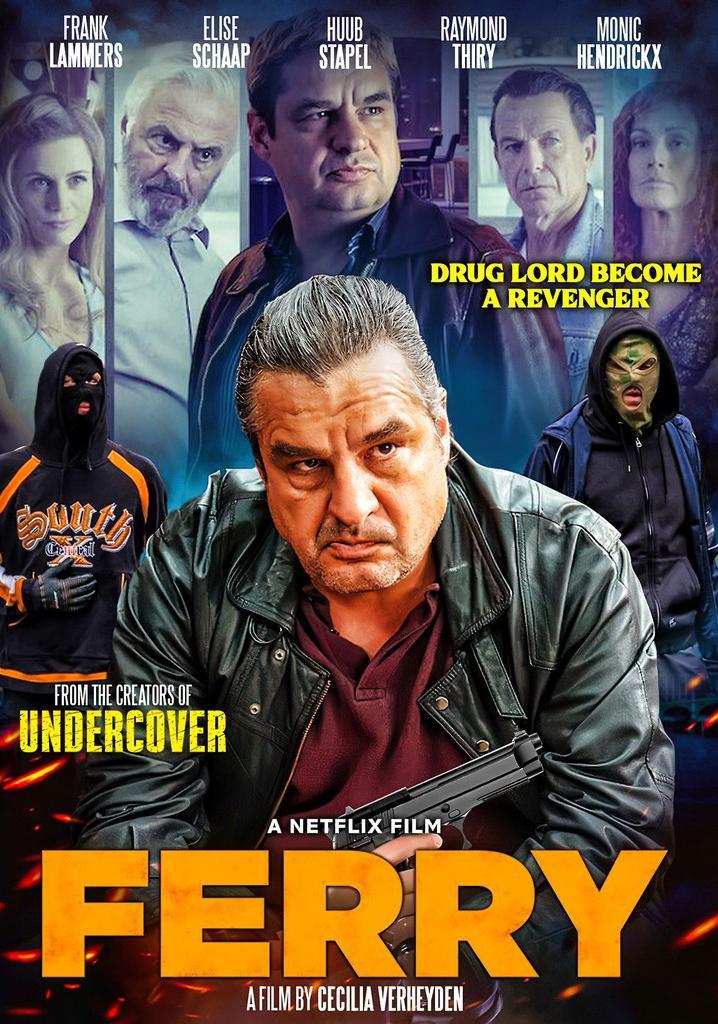 FRANK
LAMMERS
ELISE
SCHAAP
HUUB
STAPEL
RAYMOND
THIRY
MONIC
HENDRICKX
DRUG LORD BECOME
A REVENGER
South
Central
X
FROM THE CREATORS OF
UNDERCOVER
A NETFLIX FILM
FERRY
A FILM BY CECILIA VERHEYDEN